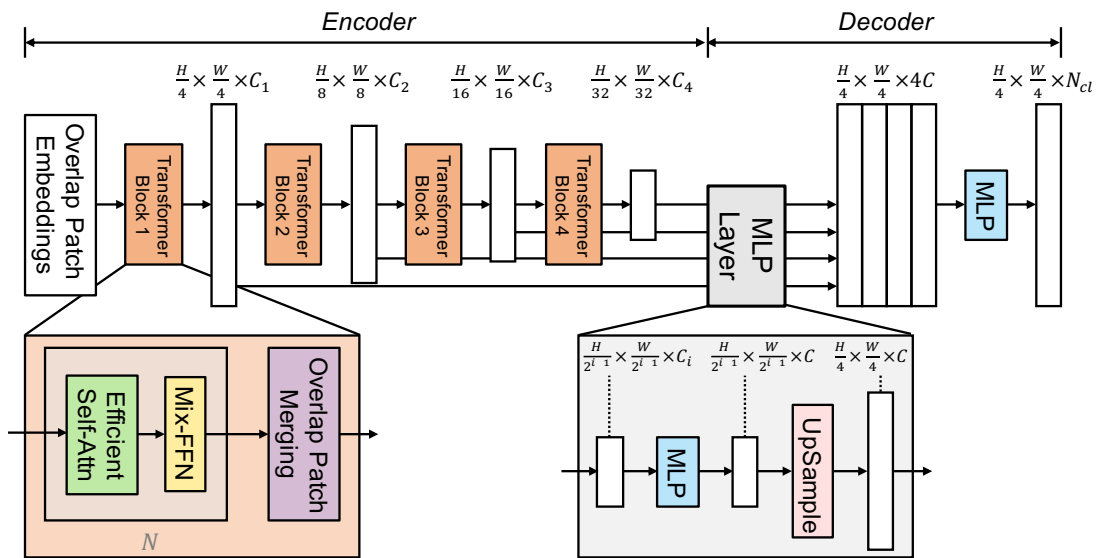 Encoder
Decoder
H/4 × W/4 × C₁
H/8 × W/8 × C₂
H/16 × W/16 × C₃
H/32 × W/32 × C₄
H/4 × W/4 × 4C
H/4 × W/4 × N_cl
Overlap Patch
Embeddings
Transformer
Block 1
Transformer
Block 2
Transformer
Block 3
Transformer
Block 4
MLP
Layer
MLP
Efficient
Self-Attn
Mix-FFN
Overlap Patch
Merging
N
H/2^(i 1) × W/2^(i 1) × C_i
H/2^(i 1) × W/2^(i 1) × C
H/4 × W/4 × C
MLP
UpSample